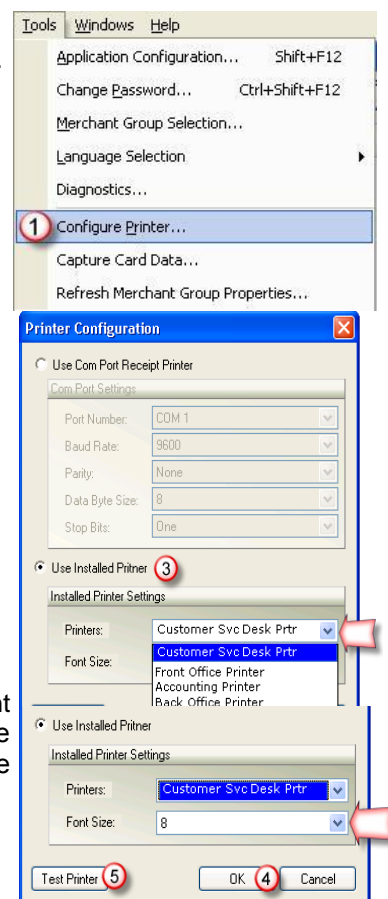 Tools Windows Help
Application Configuration... Shift+F12
Change Password... Ctrl+Shift+F12
Merchant Group Selection...
Language Selection
Diagnostics...
1 Configure Printer...
Capture Card Data...
Refresh Merchant Group Properties...
Printer Configuration
Use Com Port Receipt Printer
Com Port Settings
Port Number: COM 1
Baud Rate: 9600
Parity: None
Data Byte Size: 8
Stop Bits: One
Use Installed Pritner 3
Installed Printer Settings
Printers: Customer Svc Desk Prtr
Customer Svc Desk Prtr
Font Size:
Front Office Printer
Accounting Printer
Back Office Printer
Use Installed Pritner
Installed Printer Settings
Printers: Customer Svc Desk Prtr
Font Size: 8
Test Printer 5 OK 4 Cancel